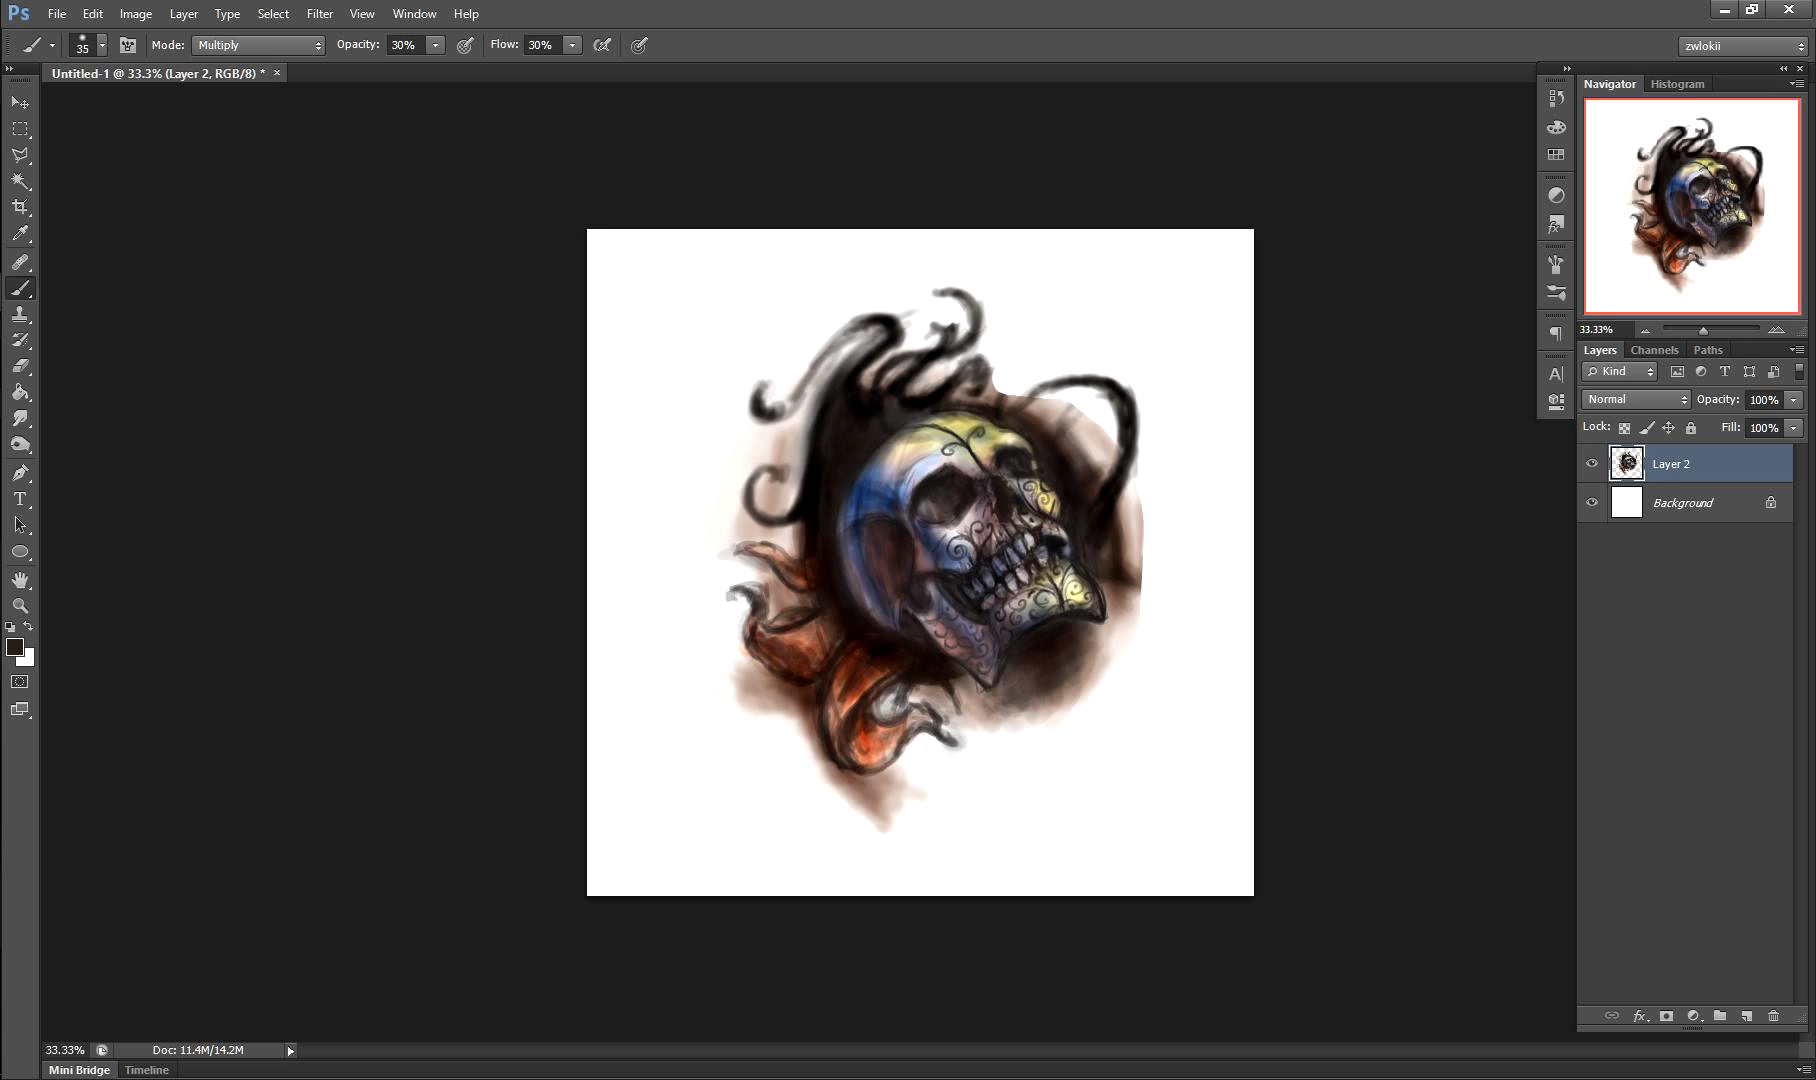 Ps File Edit Image Layer Type Select Filter View Window Help
35 Mode: Multiply Opacity: 30% Flow: 30% zwlokii
Untitled-1 @ 33.3% (Layer 2, RGB/8) * ×
Navigator Histogram
33.33%
Layers Channels Paths
Kind
Normal Opacity: 100%
Lock: Fill: 100%
Layer 2
Background
33.33% Doc: 11.4M/14.2M
Mini Bridge Timeline